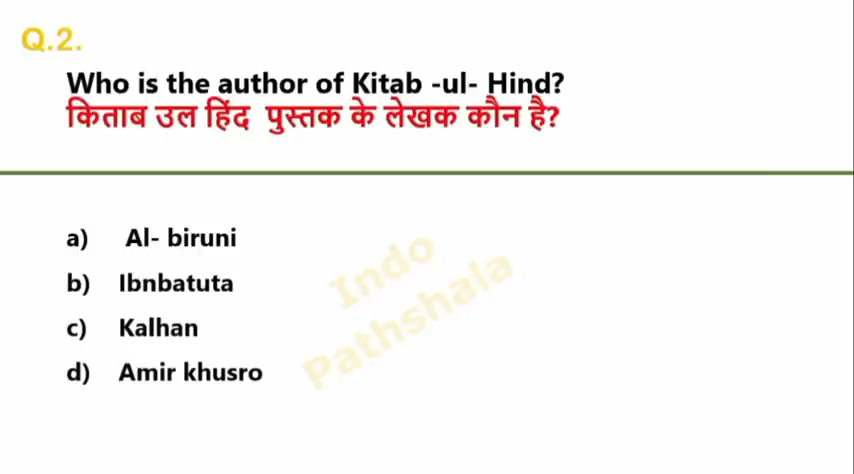 Q.2.
Who is the author of Kitab -ul- Hind?
किताब उल हिंद पुस्तक के लेखक कौन है?
a) Al- biruni
b) Ibnbatuta
c) Kalhan
d) Amir khusro
Indo
Pathshala